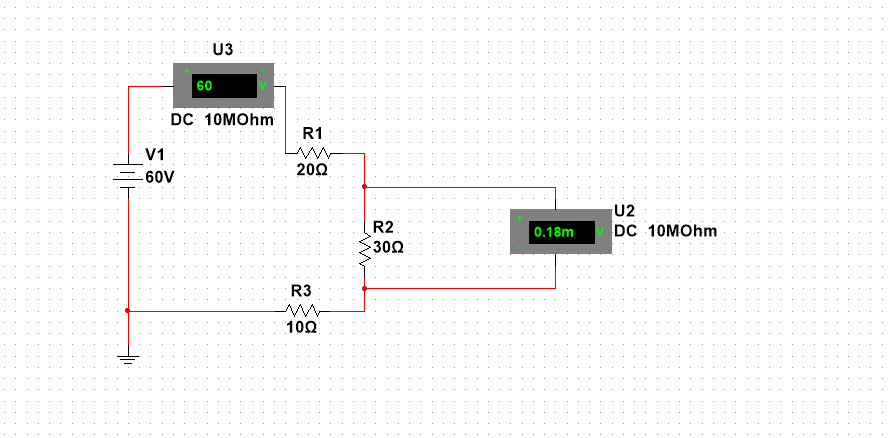 U3
+ -
60 V
DC 10MOhm
R1
20Ω
V1
60V
U2
+
0.18m V
-
DC 10MOhm
R2
30Ω
R3
10Ω